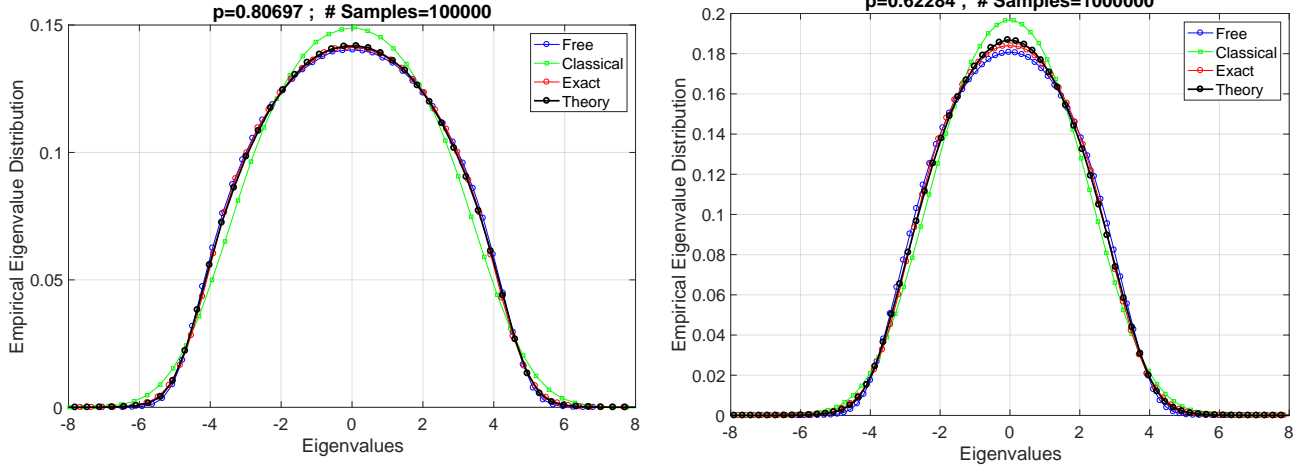 p=0.80697 ; # Samples=100000
0.15
0.1
0.05
0
-8 -6 -4 -2 0 2 4 6 8
Empirical Eigenvalue Distribution
Eigenvalues
Free
Classical
Exact
Theory
p=0.62284 ; # Samples=1000000
0.2
0.18
0.16
0.14
0.12
0.1
0.08
0.06
0.04
0.02
0
-8 -6 -4 -2 0 2 4 6 8
Empirical Eigenvalue Distribution
Eigenvalues
Free
Classical
Exact
Theory